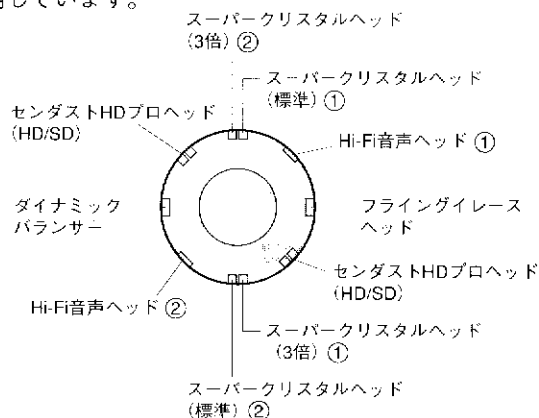 しています。
スーパークリスタルヘッド
(3倍) ②
スーパークリスタルヘッド
(標準) ①
センダストHDプロヘッド
(HD/SD)
Hi-Fi音声ヘッド ①
ダイナミック
バランサー
フライングイレース
ヘッド
センダストHDプロヘッド
(HD/SD)
Hi-Fi音声ヘッド ②
スーパークリスタルヘッド
(3倍) ①
スーパークリスタルヘッド
(標準) ②